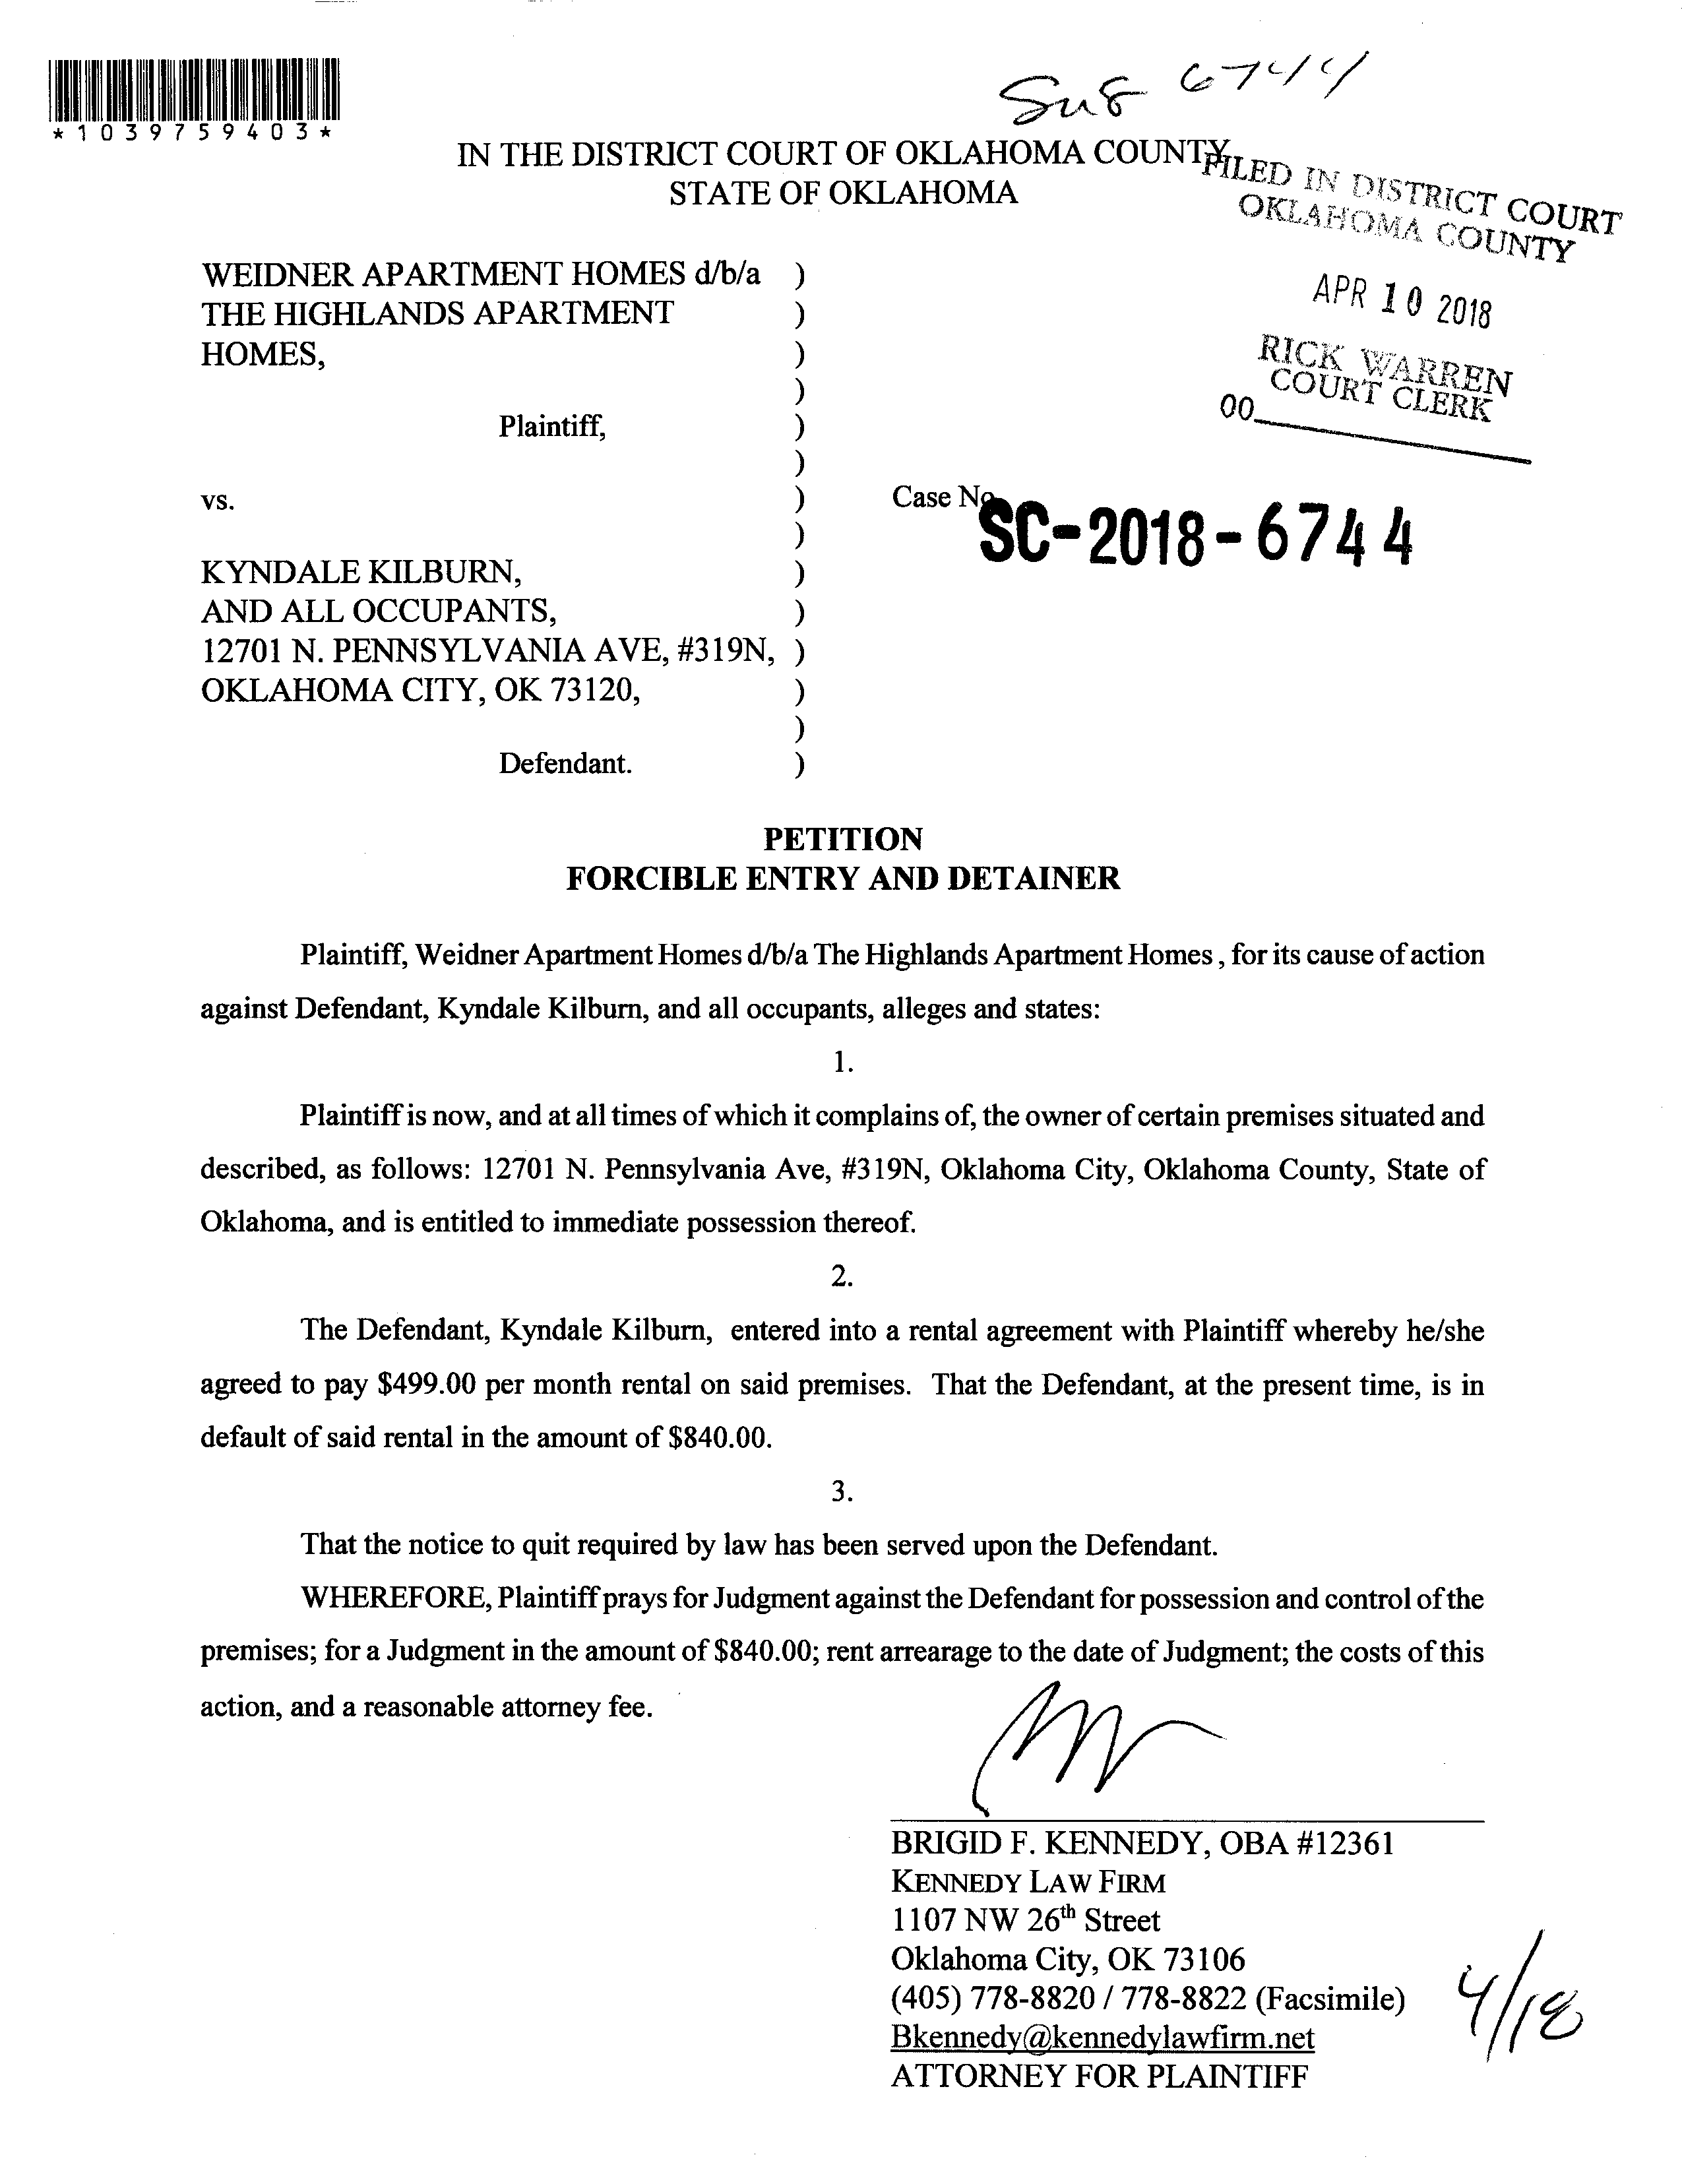 *1039759403*
6744
IN THE DISTRICT COURT OF OKLAHOMA COUNTY
STATE OF OKLAHOMA
FILED IN DISTRICT COURT
OKLAHOMA COUNTY
APR 10 2018
RICK WARREN
COURT CLERK
00
WEIDNER APARTMENT HOMES d/b/a )
THE HIGHLANDS APARTMENT )
HOMES, )
)
Plaintiff, )
)
vs. ) Case No.
SC-2018-6744
)
KYNDALE KILBURN, )
AND ALL OCCUPANTS, )
12701 N. PENNSYLVANIA AVE, #319N, )
OKLAHOMA CITY, OK 73120, )
)
Defendant. )
PETITION
FORCIBLE ENTRY AND DETAINER
Plaintiff, Weidner Apartment Homes d/b/a The Highlands Apartment Homes , for its cause of action
against Defendant, Kyndale Kilburn, and all occupants, alleges and states:
1.
Plaintiff is now, and at all times of which it complains of, the owner of certain premises situated and
described, as follows: 12701 N. Pennsylvania Ave, #319N, Oklahoma City, Oklahoma County, State of
Oklahoma, and is entitled to immediate possession thereof.
2.
The Defendant, Kyndale Kilburn, entered into a rental agreement with Plaintiff whereby he/she
agreed to pay $499.00 per month rental on said premises. That the Defendant, at the present time, is in
default of said rental in the amount of $840.00.
3.
That the notice to quit required by law has been served upon the Defendant.
WHEREFORE, Plaintiff prays for Judgment against the Defendant for possession and control of the
premises; for a Judgment in the amount of $840.00; rent arrearage to the date of Judgment; the costs of this
action, and a reasonable attorney fee.
BRIGID F. KENNEDY, OBA #12361
KENNEDY LAW FIRM
1107 NW 26th Street
Oklahoma City, OK 73106
(405) 778-8820 / 778-8822 (Facsimile)
Bkennedy@kennedylawfirm.net
ATTORNEY FOR PLAINTIFF
4/18